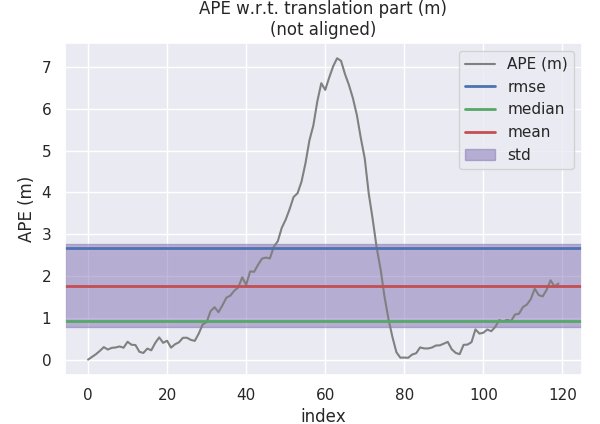 APE w.r.t. translation part (m)
(not aligned)
APE (m)
rmse
median
mean
std
APE (m)
7
6
5
4
3
2
1
0
0 20 40 60 80 100 120
index